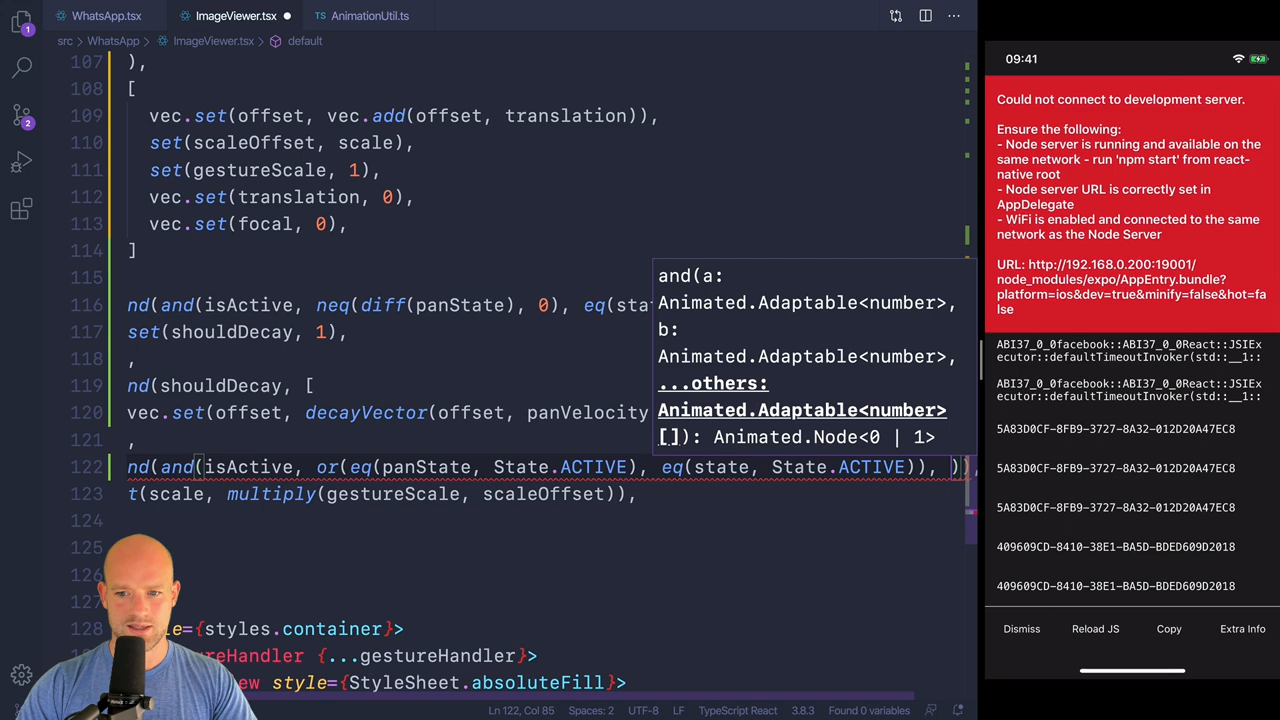 WhatsApp.tsx
ImageViewer.tsx
TS AnimationUtil.ts
src > WhatsApp > ImageViewer.tsx > default
1
2
107 ),
108 [
109 vec.set(offset, vec.add(offset, translation)),
110 set(scaleOffset, scale),
111 set(gestureScale, 1),
112 vec.set(translation, 0),
113 vec.set(focal, 0),
114 ]
115
116 nd(and(isActive, neq(diff(panState), 0), eq(sta
117 set(shouldDecay, 1),
118 ,
119 nd(shouldDecay, [
120 vec.set(offset, decayVector(offset, panVelocity
121 ,
122 nd(and(isActive, or(eq(panState, State.ACTIVE), eq(state, State.ACTIVE)), )),
123 t(scale, multiply(gestureScale, scaleOffset)),
124
125
126
127
128 le={styles.container}>
129 ureHandler {...gestureHandler}>
130 ew style={StyleSheet.absoluteFill}>
and(a:
Animated.Adaptable<number>,
b:
Animated.Adaptable<number>,
...others:
Animated.Adaptable<number>
[]): Animated.Node<0 | 1>
Ln 122, Col 85 Spaces: 2 UTF-8 LF TypeScript React 3.8.3 Found 0 variables
09:41
Could not connect to development server.
Ensure the following:
- Node server is running and available on the
same network - run 'npm start' from react-
native root
- Node server URL is correctly set in
AppDelegate
- WiFi is enabled and connected to the same
network as the Node Server
URL: http://192.168.0.200:19001/
node_modules/expo/AppEntry.bundle?
platform=ios&dev=true&minify=false&hot=fa
lse
ABI37_0_0facebook::ABI37_0_0React::JSIEx
ecutor::defaultTimeoutInvoker(std::__1::
ABI37_0_0facebook::ABI37_0_0React::JSIEx
ecutor::defaultTimeoutInvoker(std::__1::
5A83D0CF-8FB9-3727-8A32-012D20A47EC8
5A83D0CF-8FB9-3727-8A32-012D20A47EC8
5A83D0CF-8FB9-3727-8A32-012D20A47EC8
409609CD-8410-38E1-BA5D-BDED609D2018
409609CD-8410-38E1-BA5D-BDED609D2018
Dismiss Reload JS Copy Extra Info